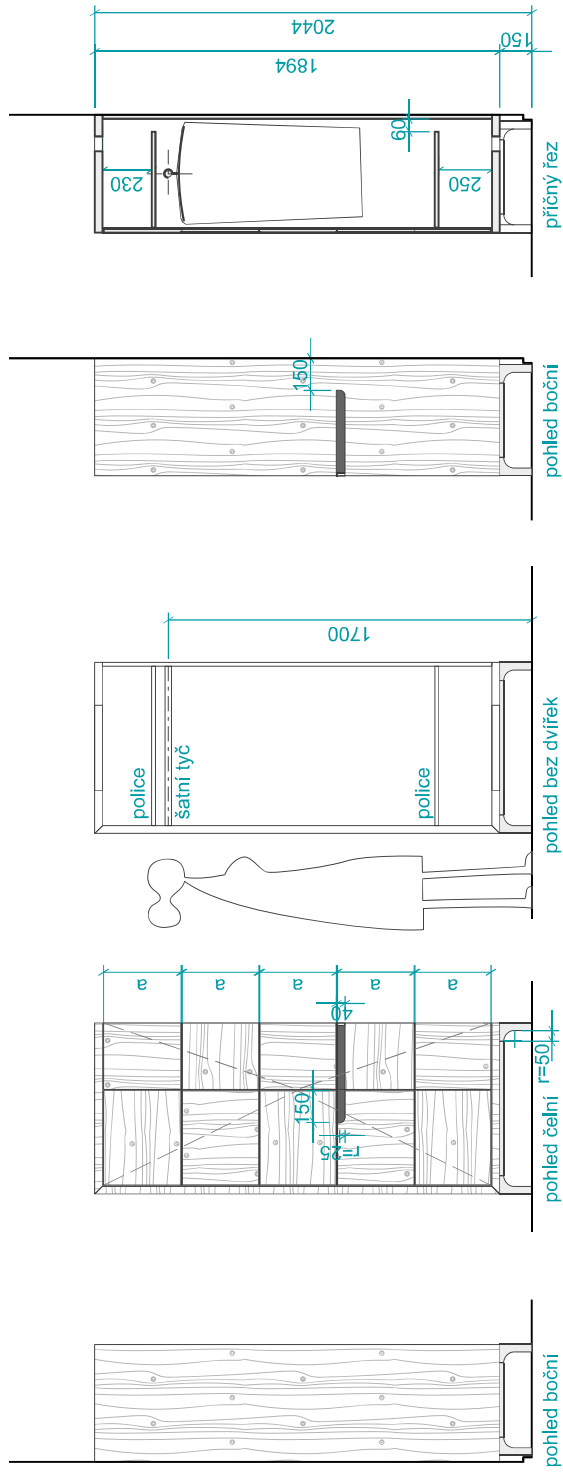 2044
1894
150
230
60
250
příčný řez
150
pohled boční
1700
police
šatní tyč
police
pohled bez dvířek
a
a
a
a
a
40
150
r=25
r=50
pohled čelní
pohled boční